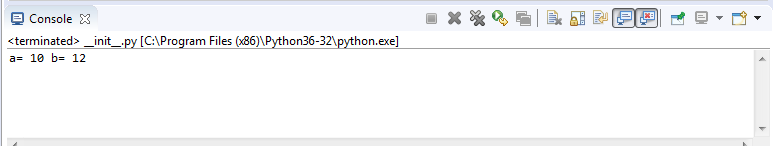 Console
<terminated> __init__.py [C:\Program Files (x86)\Python36-32\python.exe]
a= 10 b= 12